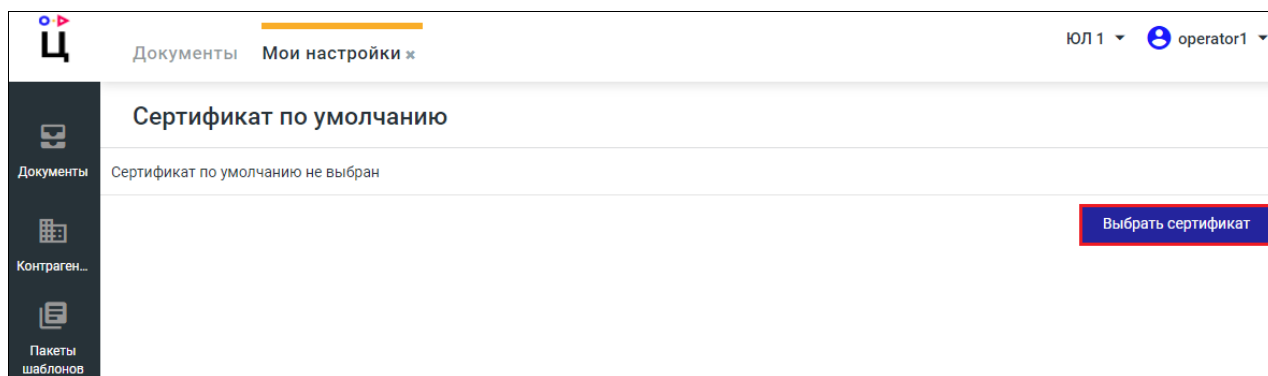 Ц
Документы Мои настройки × ЮЛ 1 operator1
Сертификат по умолчанию
Документы
Сертификат по умолчанию не выбран
Выбрать сертификат
Контраген...
Пакеты
шаблонов